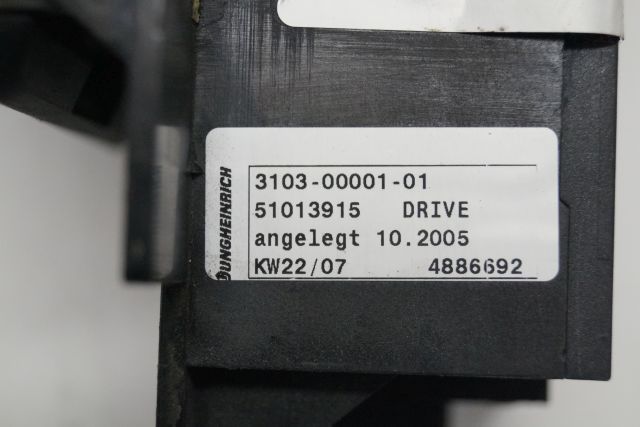 JUNGHEINRICH
3103-00001-01
51013915 DRIVE
angelegt 10.2005
KW22/07 4886692